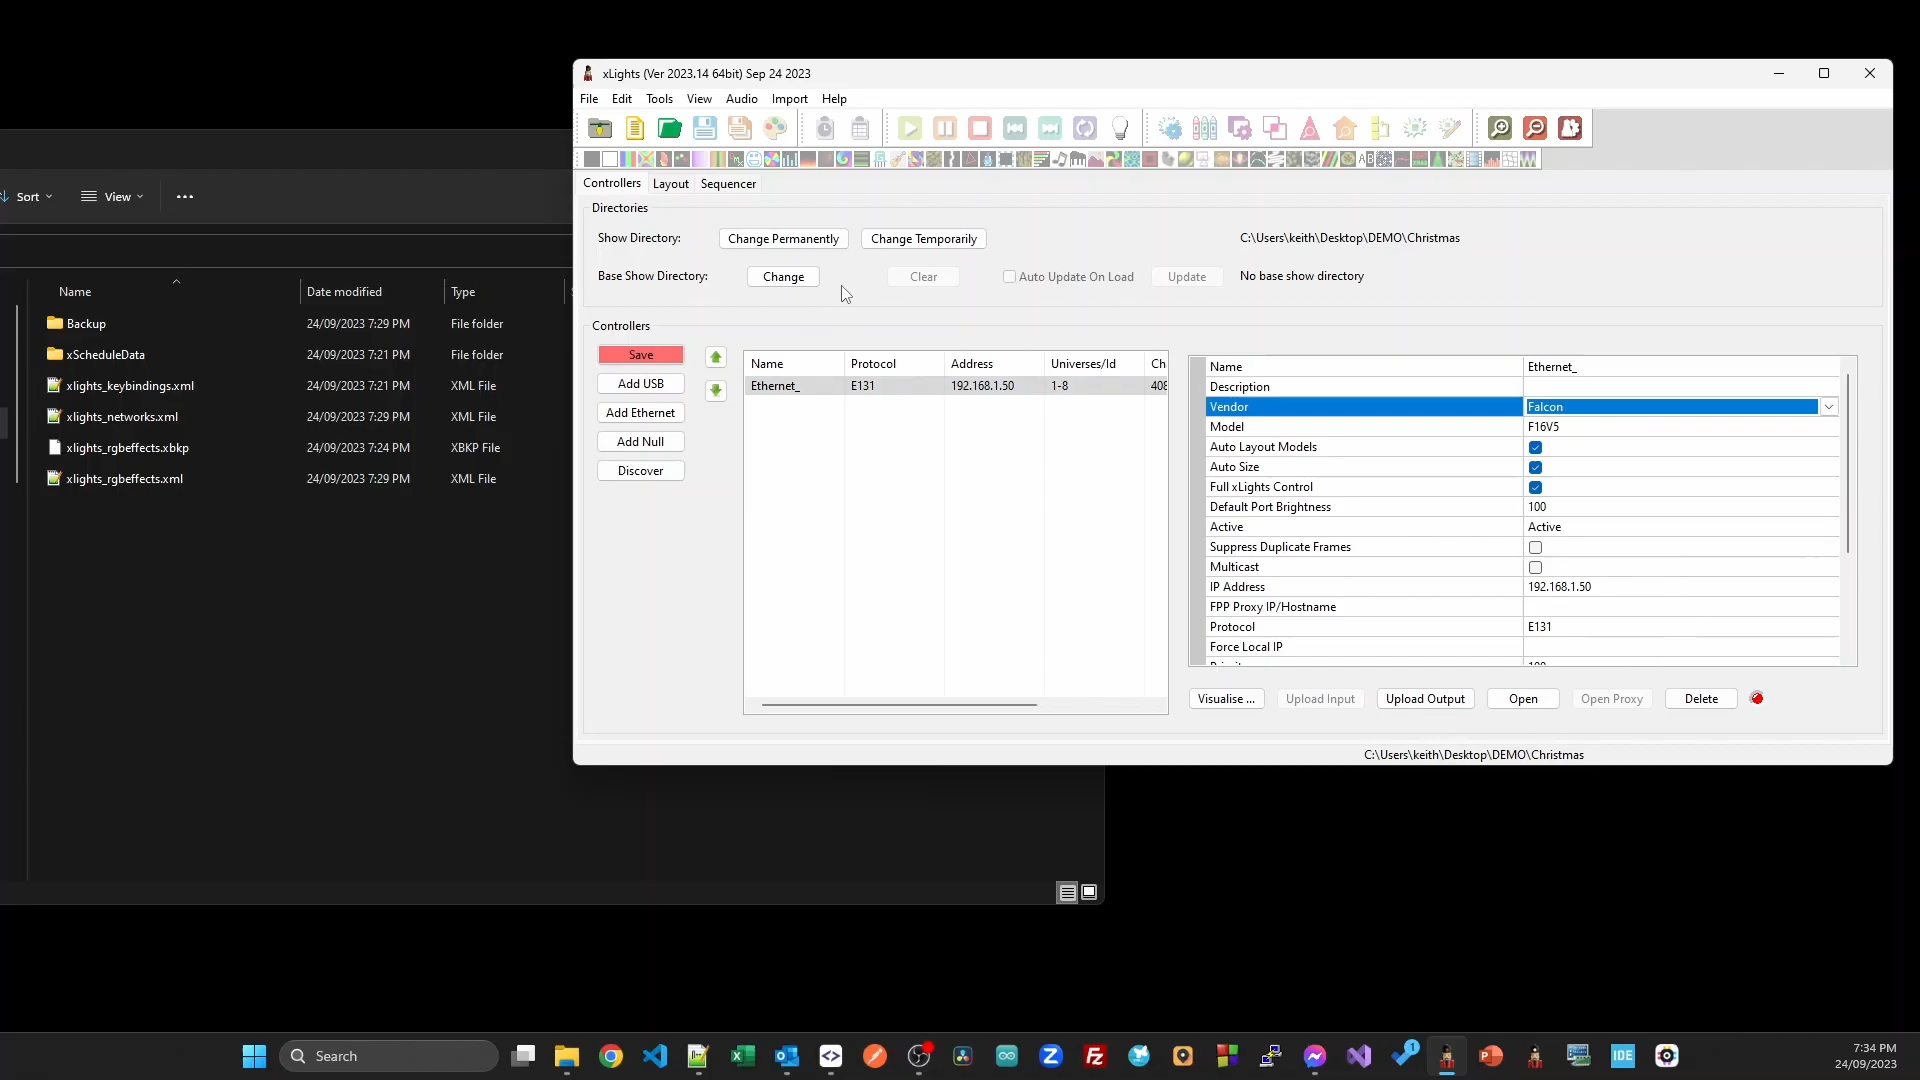 xLights (Ver 2023.14 64bit) Sep 24 2023
File Edit Tools View Audio Import Help
Controllers Layout Sequencer
Directories
Show Directory: Change Permanently Change Temporarily C:\Users\keith\Desktop\DEMO\Christmas
Base Show Directory: Change Clear Auto Update On Load Update No base show directory
Controllers
Save
Add USB
Add Ethernet
Add Null
Discover
Name Protocol Address Universes/Id Ch
Ethernet_ E131 192.168.1.50 1-8 408
Name Ethernet_
Description
Vendor Falcon
Model F16V5
Auto Layout Models
Auto Size
Full xLights Control
Default Port Brightness 100
Active Active
Suppress Duplicate Frames
Multicast
IP Address 192.168.1.50
FPP Proxy IP/Hostname
Protocol E131
Force Local IP
Visualise ... Upload Input Upload Output Open Open Proxy Delete
C:\Users\keith\Desktop\DEMO\Christmas
Sort View
Name Date modified Type
Backup 24/09/2023 7:29 PM File folder
xScheduleData 24/09/2023 7:21 PM File folder
xlights_keybindings.xml 24/09/2023 7:21 PM XML File
xlights_networks.xml 24/09/2023 7:29 PM XML File
xlights_rgbeffects.xbkp 24/09/2023 7:24 PM XBKP File
xlights_rgbeffects.xml 24/09/2023 7:29 PM XML File
Search
7:34 PM
24/09/2023